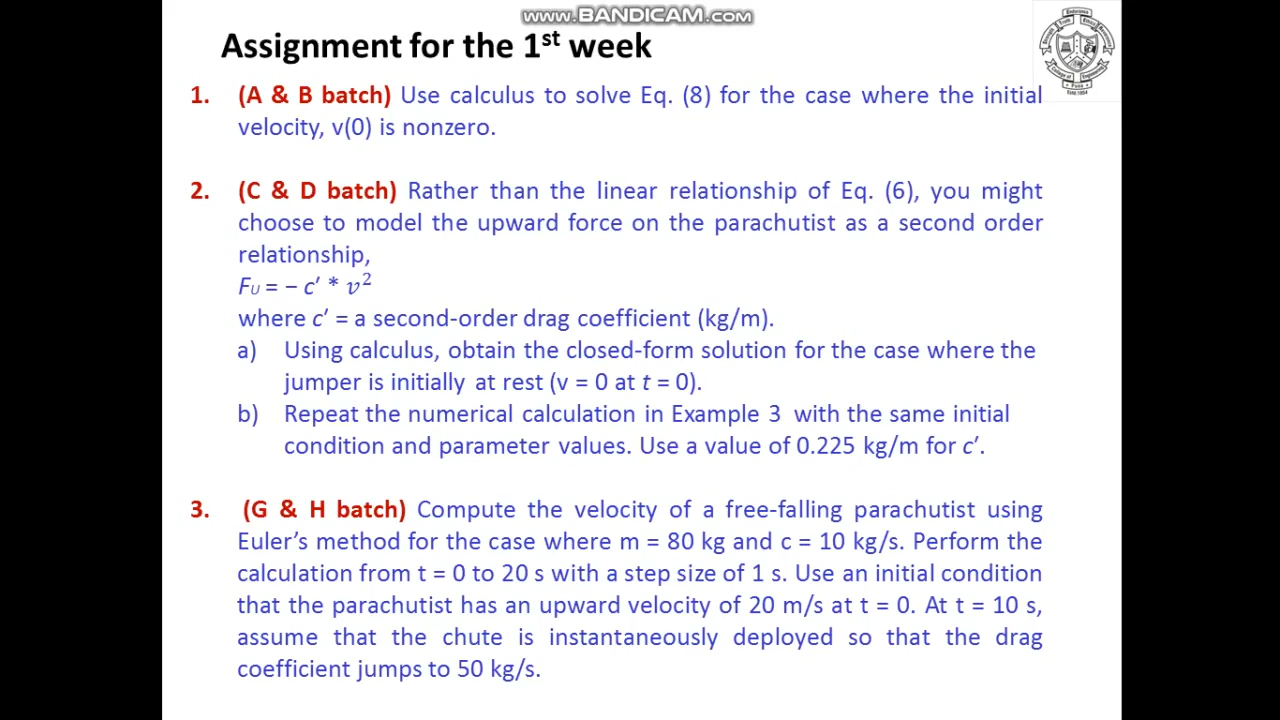 www.BANDICAM.com
Assignment for the 1st week
1. (A & B batch) Use calculus to solve Eq. (8) for the case where the initial
velocity, v(0) is nonzero.
2. (C & D batch) Rather than the linear relationship of Eq. (6), you might
choose to model the upward force on the parachutist as a second order
relationship,
FU = − c′ * v²
where c′ = a second-order drag coefficient (kg/m).
a) Using calculus, obtain the closed-form solution for the case where the
jumper is initially at rest (v = 0 at t = 0).
b) Repeat the numerical calculation in Example 3 with the same initial
condition and parameter values. Use a value of 0.225 kg/m for c′.
3. (G & H batch) Compute the velocity of a free-falling parachutist using
Euler’s method for the case where m = 80 kg and c = 10 kg/s. Perform the
calculation from t = 0 to 20 s with a step size of 1 s. Use an initial condition
that the parachutist has an upward velocity of 20 m/s at t = 0. At t = 10 s,
assume that the chute is instantaneously deployed so that the drag
coefficient jumps to 50 kg/s.